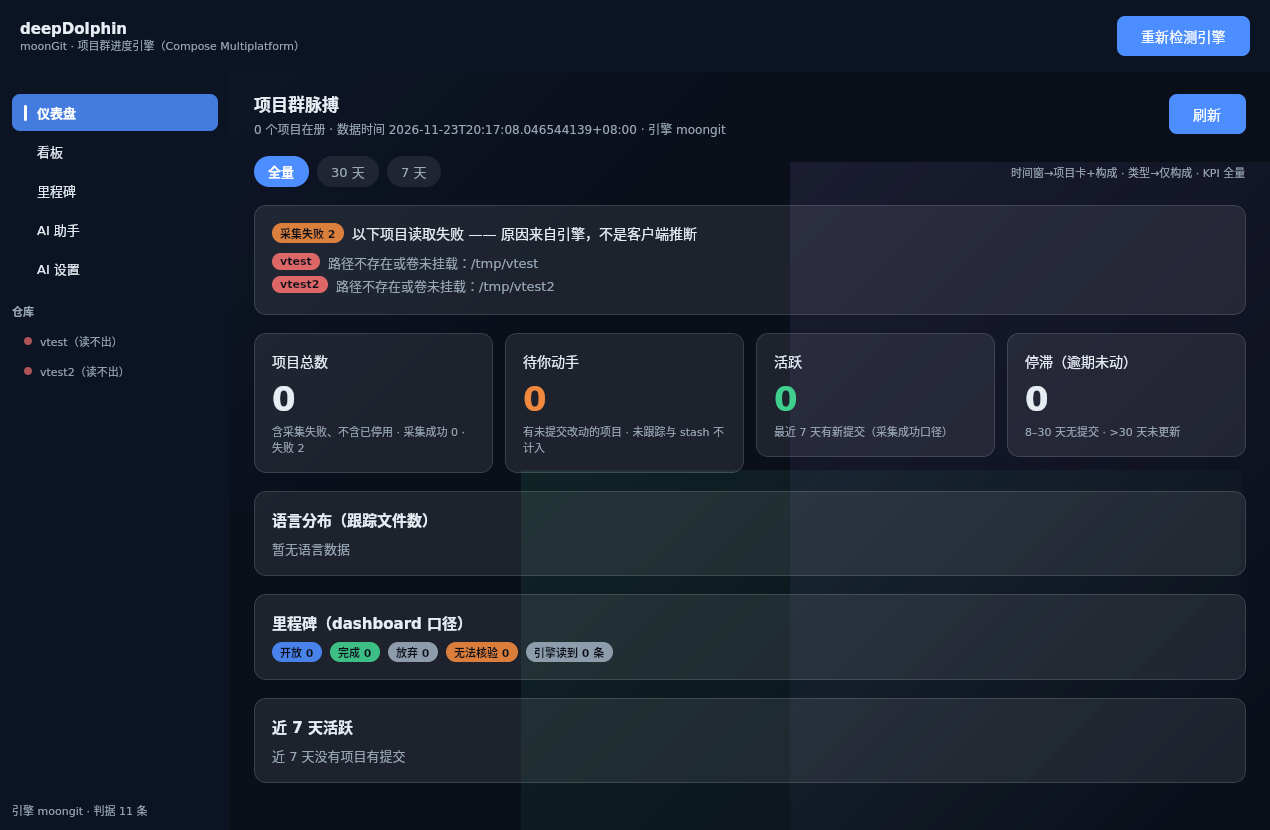 deepDolphin
moonGit · 项目群进度引擎（Compose Multiplatform）
重新检测引擎
仪表盘
看板
里程碑
AI 助手
AI 设置
仓库
vtest（读不出）
vtest2（读不出）
引擎 moongit · 判据 11 条
项目群脉搏
0 个项目在册 · 数据时间 2026-11-23T20:17:08.046544139+08:00 · 引擎 moongit
刷新
全量
30 天
7 天
时间窗→项目卡+构成 · 类型→仅构成 · KPI 全量
采集失败 2 以下项目读取失败 —— 原因来自引擎，不是客户端推断
vtest 路径不存在或卷未挂载：/tmp/vtest
vtest2 路径不存在或卷未挂载：/tmp/vtest2
项目总数
0
含采集失败、不含已停用 · 采集成功 0 ·
失败 2
待你动手
0
有未提交改动的项目 · 未跟踪与 stash 不
计入
活跃
0
最近 7 天有新提交（采集成功口径）
停滞（逾期未动）
0
8–30 天无提交 · >30 天未更新
语言分布（跟踪文件数）
暂无语言数据
里程碑（dashboard 口径）
开放 0
完成 0
放弃 0
无法核验 0
引擎读到 0 条
近 7 天活跃
近 7 天没有项目有提交